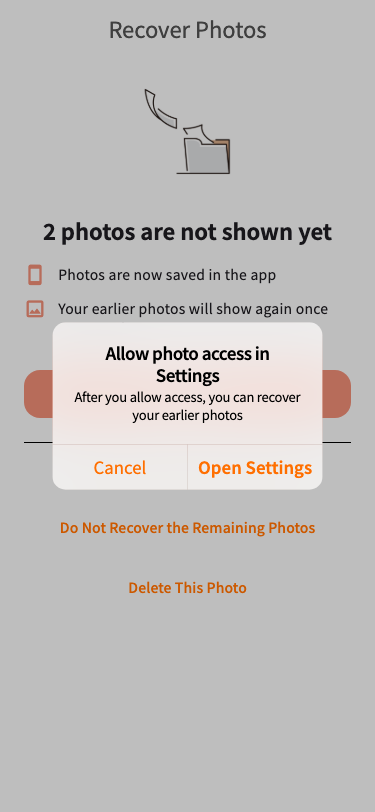 Recover Photos
2 photos are not shown yet
Photos are now saved in the app
Your earlier photos will show again once
Allow photo access in
Settings
After you allow access, you can recover
your earlier photos
Cancel
Open Settings
Do Not Recover the Remaining Photos
Delete This Photo